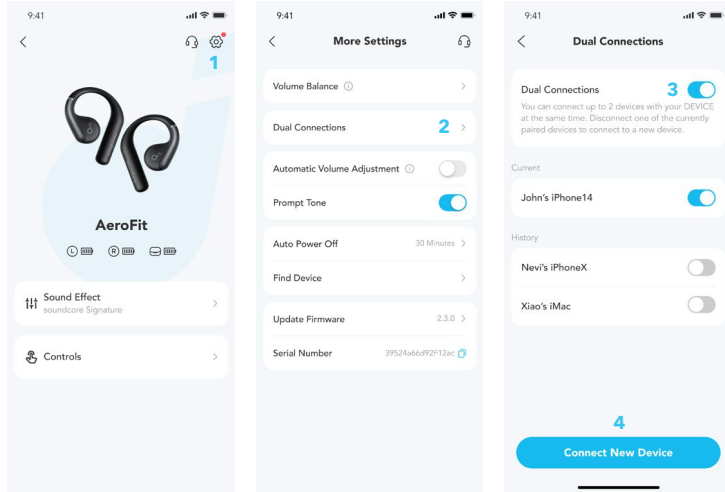 9:41
1
AeroFit
L
R
Sound Effect
soundcore Signature
Controls
9:41
More Settings
Volume Balance
Dual Connections
2
Automatic Volume Adjustment
Prompt Tone
Auto Power Off
30 Minutes
Find Device
Update Firmware
2.3.0
Serial Number
39524a66d92F12ac
9:41
Dual Connections
Dual Connections
3
You can connect up to 2 devices with your DEVICE
at the same time. Disconnect one of the currently
paired devices to connect to a new device.
Current
John's iPhone14
History
Nevi's iPhoneX
Xiao's iMac
4
Connect New Device